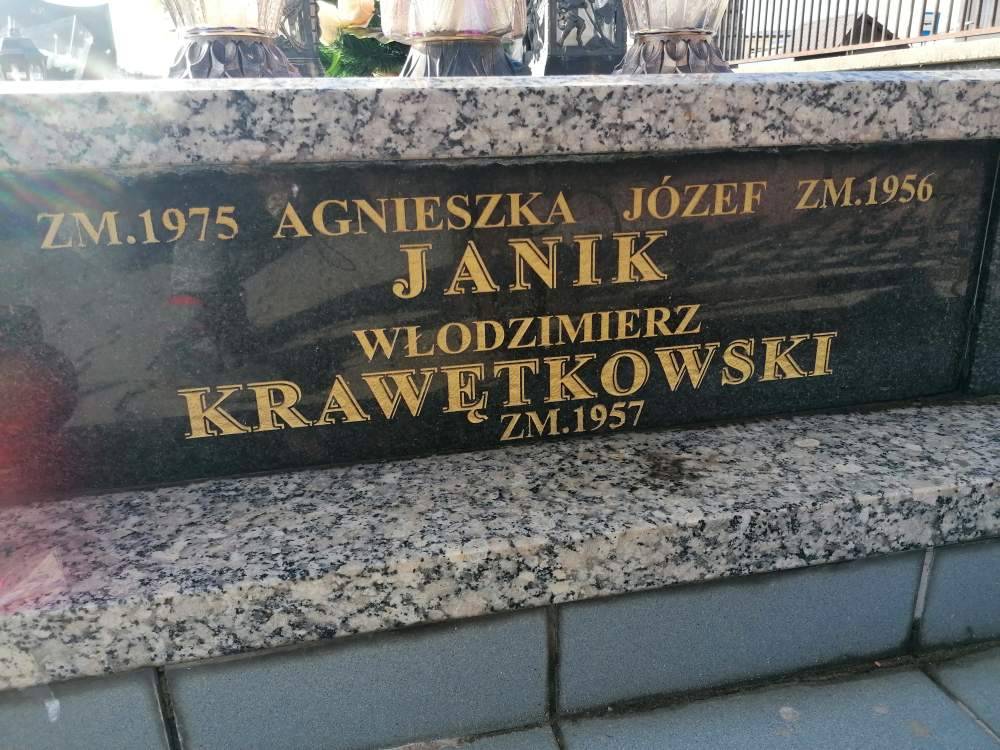 ZM.1975 AGNIESZKA JÓZEF ZM.1956
JANIK
WŁODZIMIERZ
KRAWĘTKOWSKI
ZM.1957